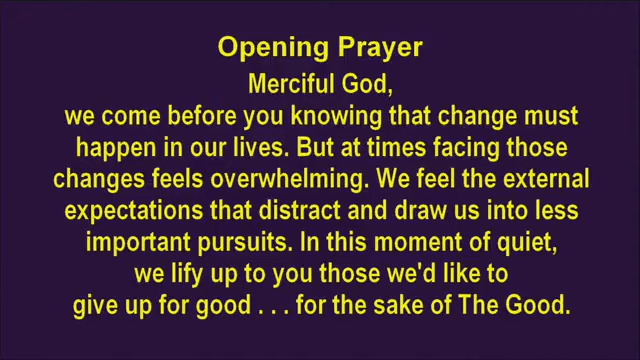 Opening Prayer
Merciful God,
we come before you knowing that change must
happen in our lives. But at times facing those
changes feels overwhelming. We feel the external
expectations that distract and draw us into less
important pursuits. In this moment of quiet,
we lify up to you those we'd like to
give up for good . . . for the sake of The Good.